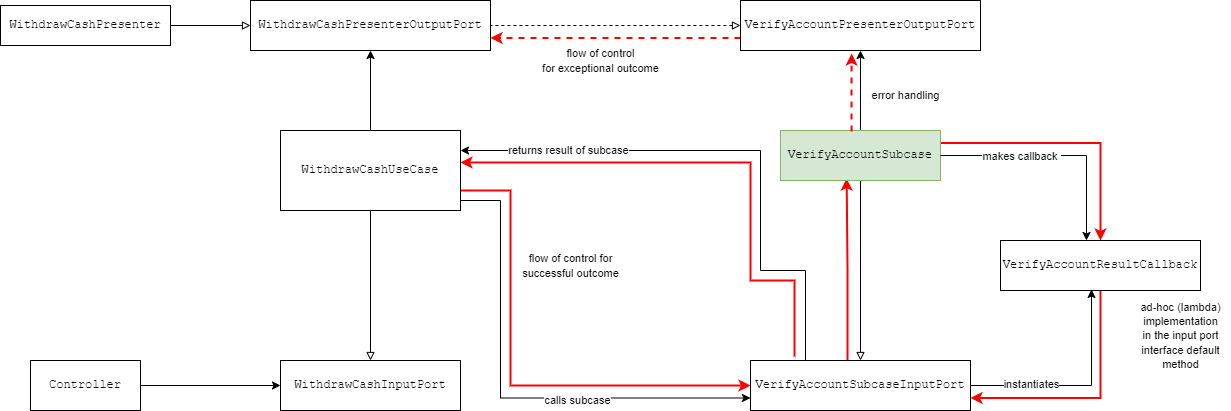 WithdrawCashPresenter
WithdrawCashPresenterOutputPort
VerifyAccountPresenterOutputPort
flow of control
for exceptional outcome
error handling
WithdrawCashUseCase
returns result of subcase
VerifyAccountSubcase
makes callback
flow of control for
successful outcome
VerifyAccountResultCallback
ad-hoc (lambda)
implementation
in the input port
interface default
method
Controller
WithdrawCashInputPort
calls subcase
VerifyAccountSubcaseInputPort
instantiates